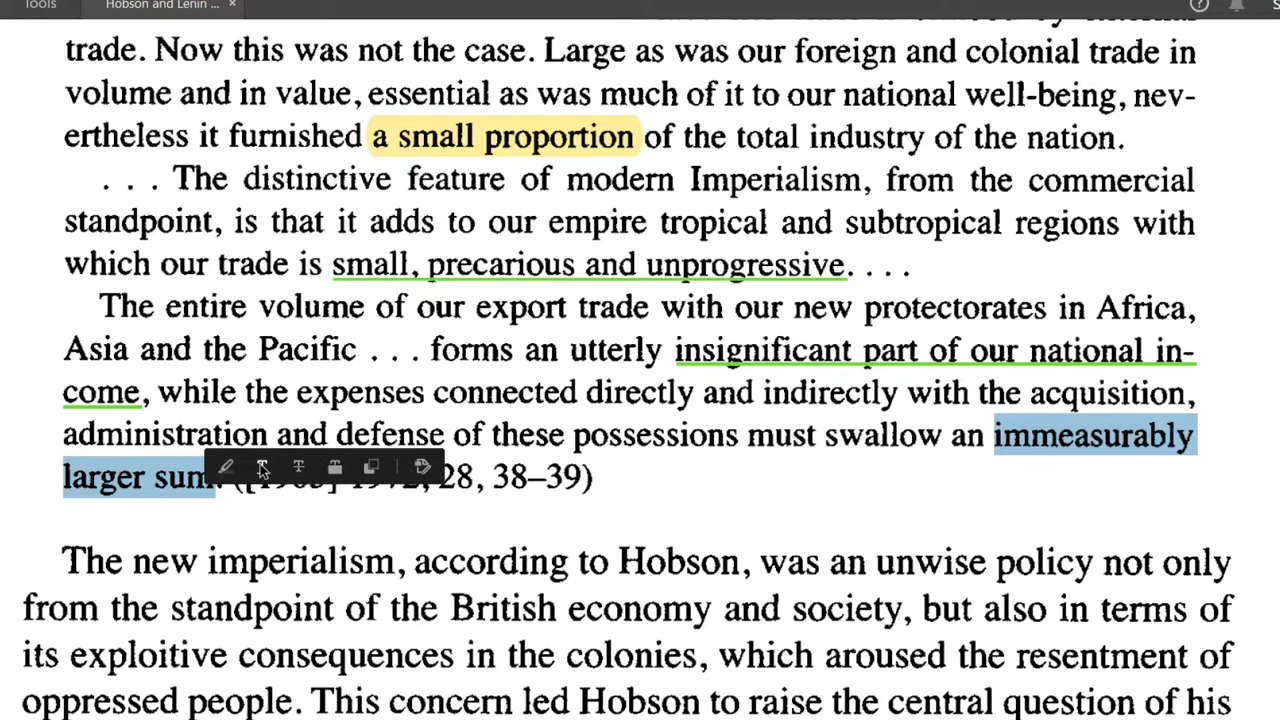 Tools
Hobson and Lenin ... ×
trade. Now this was not the case. Large as was our foreign and colonial trade in
volume and in value, essential as was much of it to our national well-being, nev-
ertheless it furnished a small proportion of the total industry of the nation.
. . . The distinctive feature of modern Imperialism, from the commercial
standpoint, is that it adds to our empire tropical and subtropical regions with
which our trade is small, precarious and unprogressive. . . .
The entire volume of our export trade with our new protectorates in Africa,
Asia and the Pacific . . . forms an utterly insignificant part of our national in-
come, while the expenses connected directly and indirectly with the acquisition,
administration and defense of these possessions must swallow an immeasurably
larger sum. 28, 38–39)
The new imperialism, according to Hobson, was an unwise policy not only
from the standpoint of the British economy and society, but also in terms of
its exploitive consequences in the colonies, which aroused the resentment of
oppressed people. This concern led Hobson to raise the central question of his